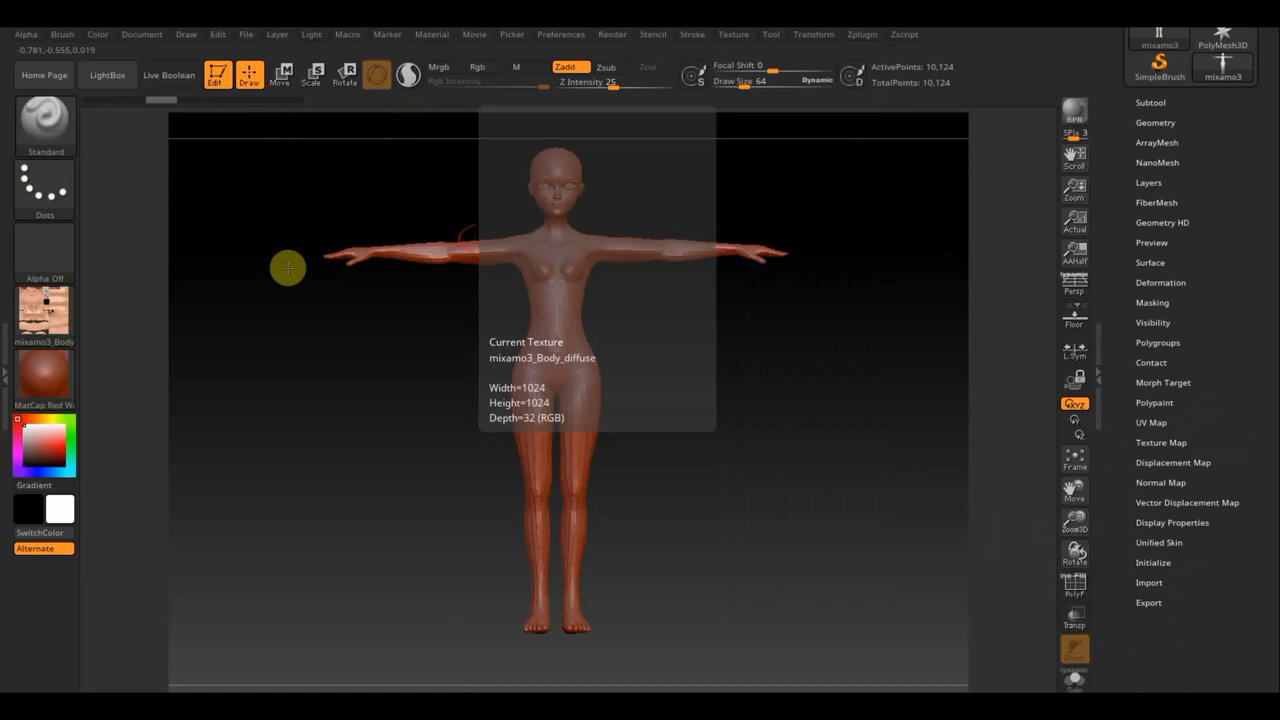 Alpha Brush Color Document Draw Edit File Layer Light Macro Marker Material Movie Picker Preferences Render Stencil Stroke Texture Tool Transform Zplugin Zscript
-0.781,-0.555,0.019
mixamo3 PolyMesh3D
SimpleBrush mixamo3
Home Page LightBox Live Boolean Edit Draw Move Scale Rotate
Mrgb Rgb M Zadd Zsub Zcut
Rgb Intensity Z Intensity 25
Focal Shift 0
Draw Size 64 Dynamic
ActivePoints: 10,124
TotalPoints: 10,124
Standard
Dots
Alpha Off
mixamo3_Body
MatCap Red W
Gradient
SwitchColor
Alternate
Current Texture
mixamo3_Body_diffuse
Width=1024
Height=1024
Depth=32 (RGB)
BPR
SPix 3
Scroll
Zoom
Actual
AAHalf
Dynamic
Persp
Floor
L.Sym
XYZ
Frame
Move
Zoom3D
Rotate
PolyF
Transp
Ghost
Dynamic
Solo
Subtool
Geometry
ArrayMesh
NanoMesh
Layers
FiberMesh
Geometry HD
Preview
Surface
Deformation
Masking
Visibility
Polygroups
Contact
Morph Target
Polypaint
UV Map
Texture Map
Displacement Map
Normal Map
Vector Displacement Map
Display Properties
Unified Skin
Initialize
Import
Export